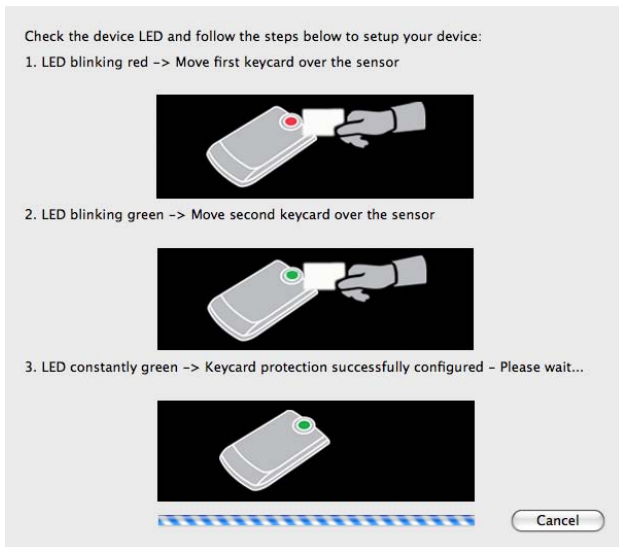 Check the device LED and follow the steps below to setup your device:
1. LED blinking red -> Move first keycard over the sensor
2. LED blinking green -> Move second keycard over the sensor
3. LED constantly green -> Keycard protection successfully configured - Please wait...
Cancel